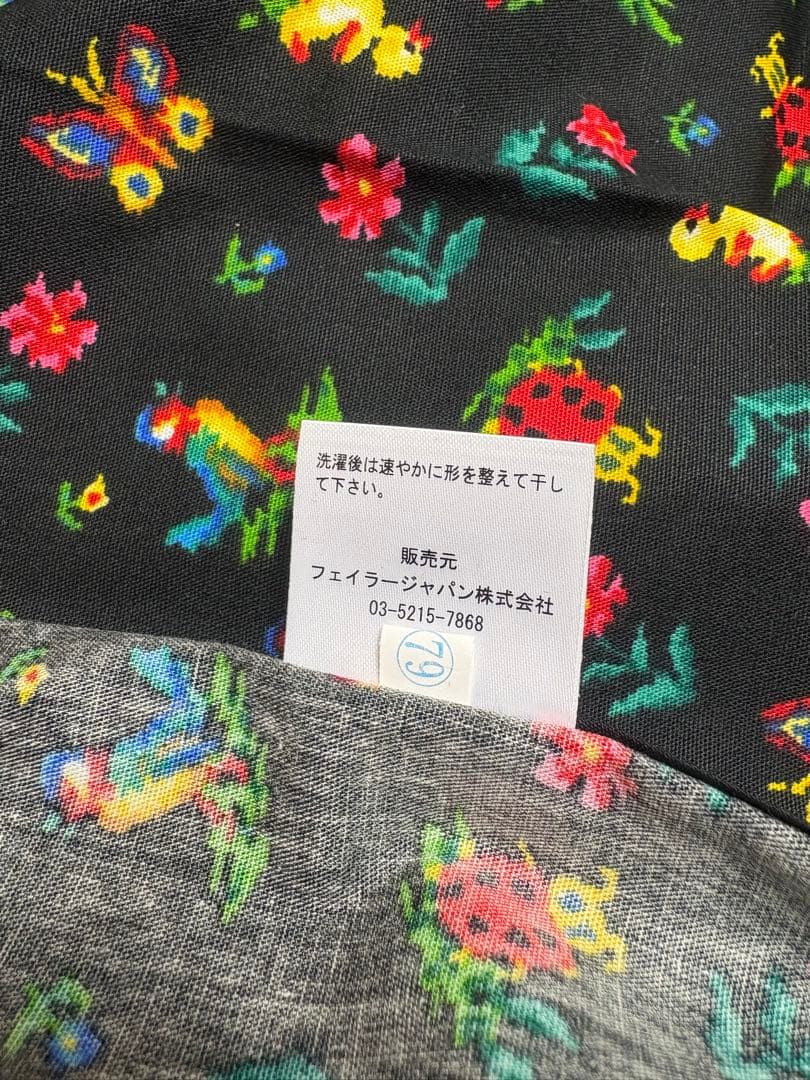 洗濯後は速やかに形を整えて干し
て下さい。
販売元
フェイラージャパン株式会社
03-5215-7868
79